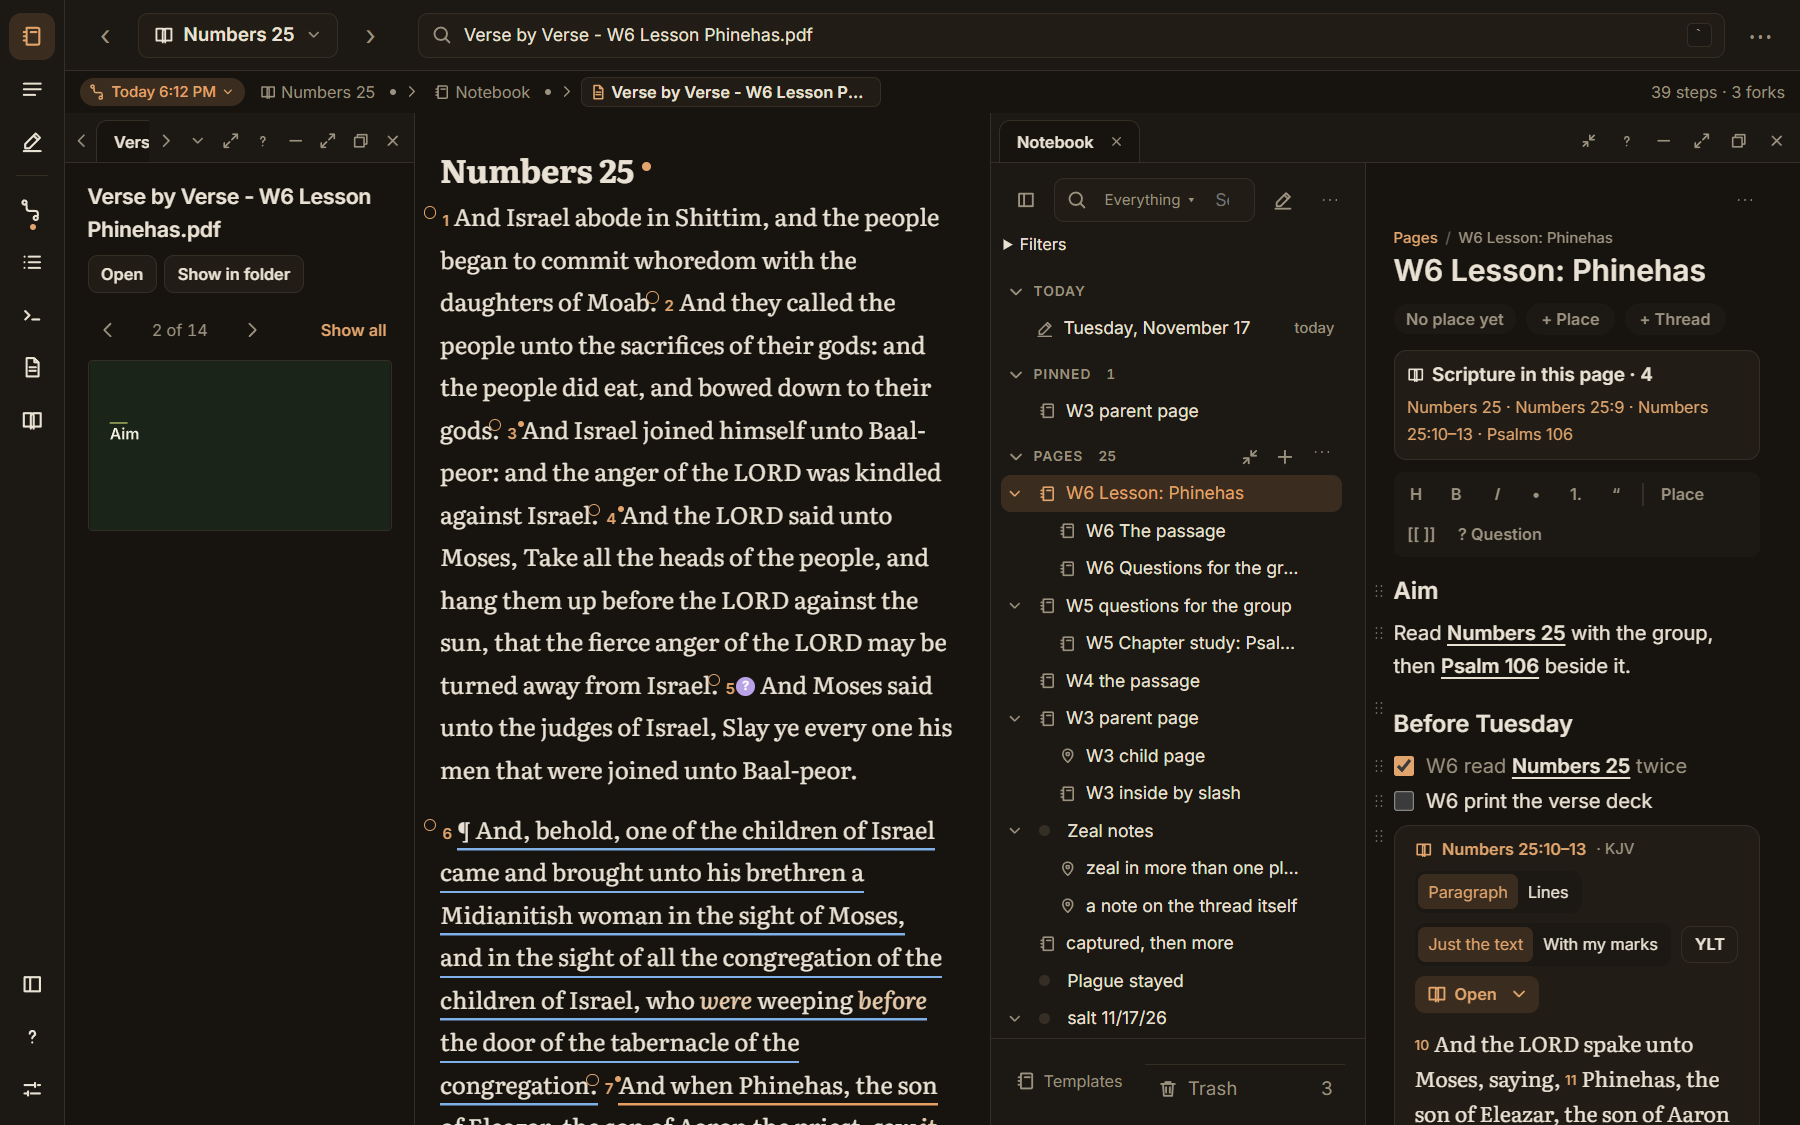 Numbers 25
Verse by Verse - W6 Lesson Phinehas.pdf
`
Today 6:12 PM
Numbers 25
Notebook
Verse by Verse - W6 Lesson P...
39 steps · 3 forks
Vers
?
Verse by Verse - W6 Lesson
Phinehas.pdf
Open
Show in folder
2 of 14
Show all
Aim
?
Numbers 25
1 And Israel abode in Shittim, and the people
began to commit whoredom with the
daughters of Moab. 2 And they called the
people unto the sacrifices of their gods: and
the people did eat, and bowed down to their
gods. 3 And Israel joined himself unto Baal-
peor: and the anger of the LORD was kindled
against Israel. 4 And the LORD said unto
Moses, Take all the heads of the people, and
hang them up before the LORD against the
sun, that the fierce anger of the LORD may be
turned away from Israel. 5 ? And Moses said
unto the judges of Israel, Slay ye every one his
men that were joined unto Baal-peor.
6 ¶ And, behold, one of the children of Israel
came and brought unto his brethren a
Midianitish woman in the sight of Moses,
and in the sight of all the congregation of the
children of Israel, who were weeping before
the door of the tabernacle of the
congregation. 7 And when Phinehas, the son
of Eleazar, the son of Aaron the priest, saw it
Notebook
?
Everything
Filters
TODAY
Tuesday, November 17 today
PINNED 1
W3 parent page
PAGES 25
W6 Lesson: Phinehas
W6 The passage
W6 Questions for the gr...
W5 questions for the group
W5 Chapter study: Psal...
W4 the passage
W3 parent page
W3 child page
W3 inside by slash
Zeal notes
zeal in more than one pl...
a note on the thread itself
captured, then more
Plague stayed
salt 11/17/26
Templates
Trash 3
Pages / W6 Lesson: Phinehas
W6 Lesson: Phinehas
No place yet
+ Place
+ Thread
Scripture in this page · 4
Numbers 25 · Numbers 25:9 · Numbers
25:10–13 · Psalms 106
H B I • 1. “ Place
[[ ]] ? Question
Aim
Read Numbers 25 with the group,
then Psalm 106 beside it.
Before Tuesday
W6 read Numbers 25 twice
W6 print the verse deck
Numbers 25:10–13 · KJV
Paragraph Lines
Just the text With my marks YLT
Open
10 And the LORD spake unto
Moses, saying, 11 Phinehas, the
son of Eleazar, the son of Aaron